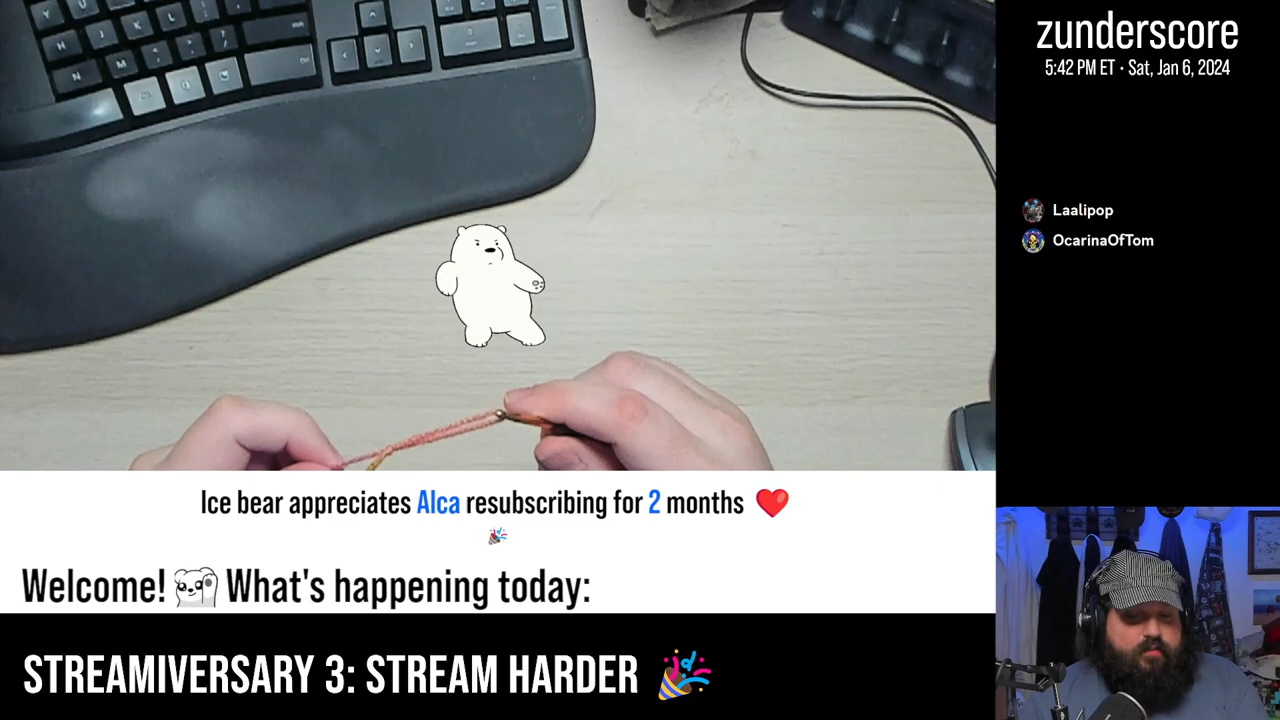 zunderscore
5:42 PM ET • Sat, Jan 6, 2024
Laalipop
OcarinaOfTom
Ice bear appreciates Alca resubscribing for 2 months ❤️
🎉
Welcome! What's happening today:
STREAMIVERSARY 3: STREAM HARDER 🎉
Y
U
J
K
L
N
M